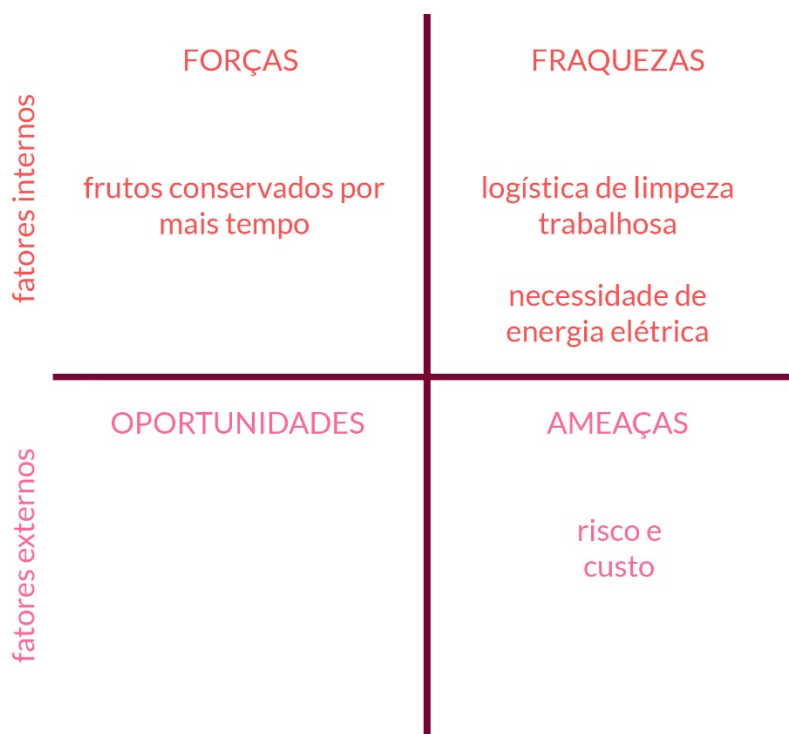 fatores internos
FORÇAS
frutos conservados por
mais tempo
FRAQUEZAS
logística de limpeza
trabalhosa
necessidade de
energia elétrica
fatores externos
OPORTUNIDADES
AMEAÇAS
risco e
custo